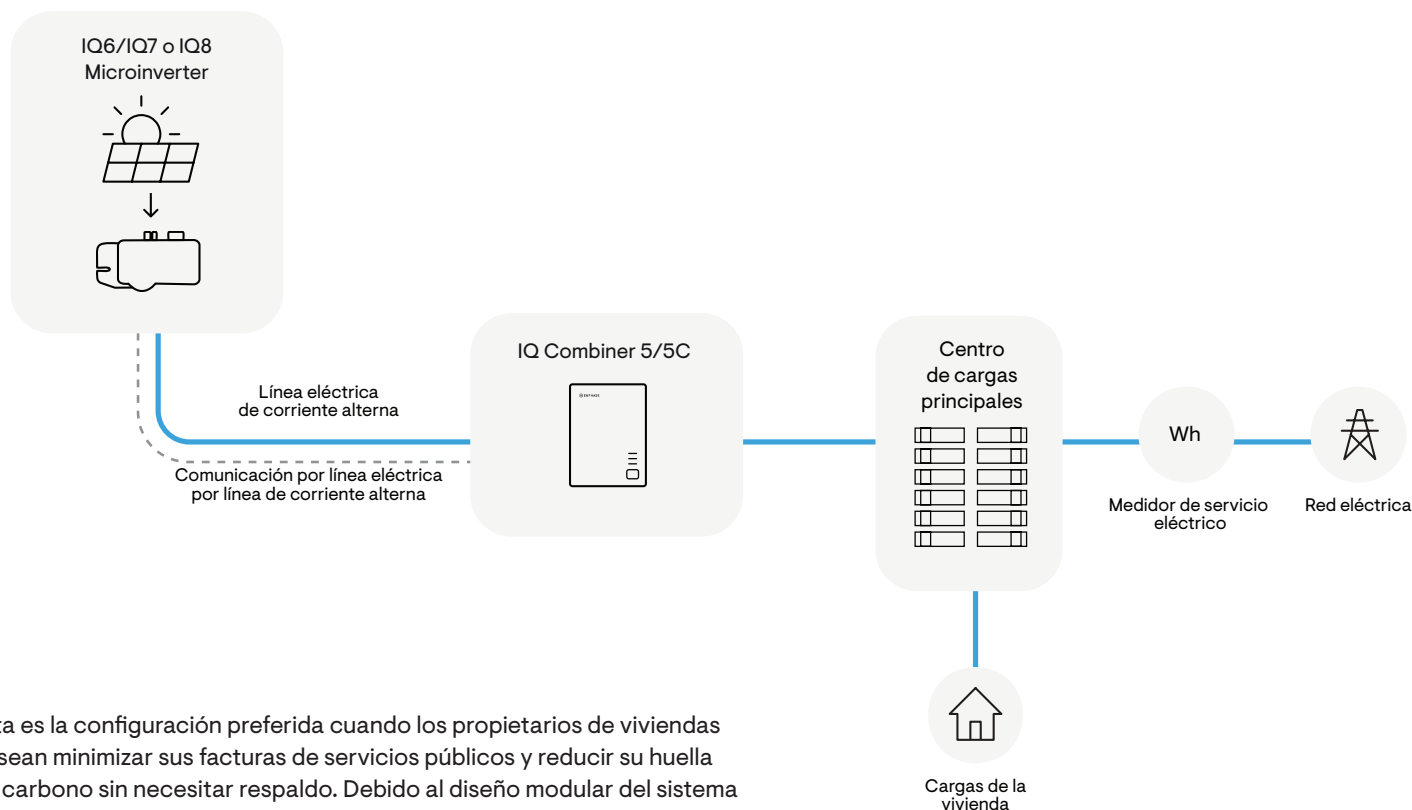 IQ6/IQ7 o IQ8
Microinverter
IQ Combiner 5/5C
ENPHASE
Centro
de cargas
principales
Línea eléctrica
de corriente alterna
Comunicación por línea eléctrica
por línea de corriente alterna
Wh
Medidor de servicio
eléctrico
Red eléctrica
ta es la configuración preferida cuando los propietarios de viviendas
sean minimizar sus facturas de servicios públicos y reducir su huella
carbono sin necesitar respaldo. Debido al diseño modular del sistema
Cargas de la
vivienda